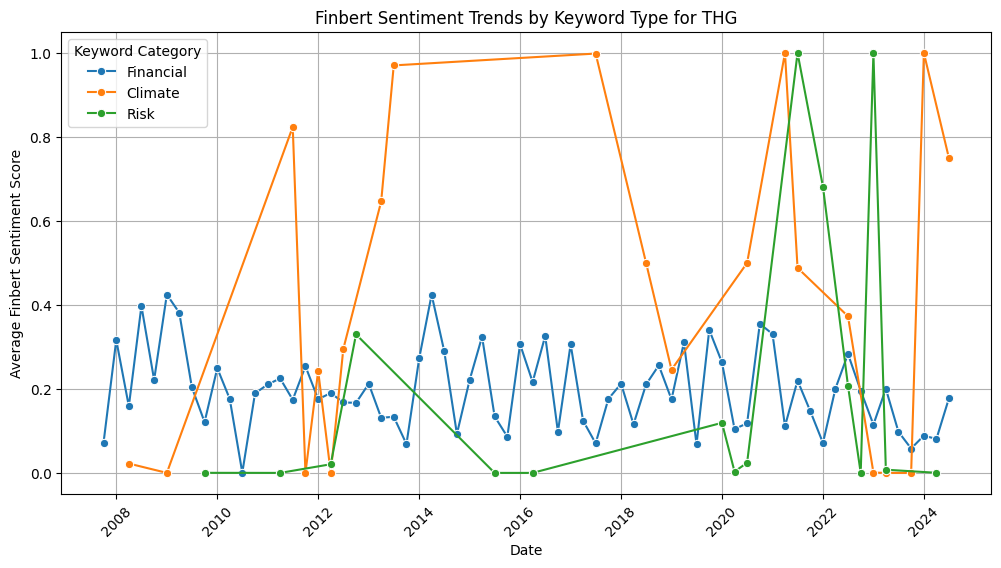 Finbert Sentiment Trends by Keyword Type for THG
Keyword Category
Financial
Climate
Risk
Average Finbert Sentiment Score
1.0
0.8
0.6
0.4
0.2
0.0
2008
2010
2012
2014
2016
2018
2020
2022
2024
Date